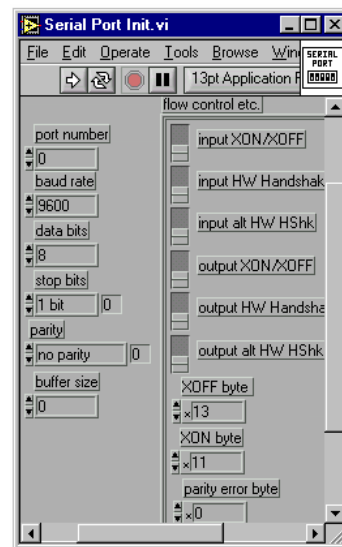 Serial Port Init.vi
File Edit Operate Tools Browse
SERIAL
PORT
13pt Application
flow control etc.
port number
0
baud rate
9600
data bits
8
stop bits
1 bit 0
parity
no parity 0
buffer size
0
input XON/XOFF
input HW Handshak
input alt HW HShk
output XON/XOFF
output HW Handsha
output alt HW HShk
XOFF byte
x13
XON byte
x11
parity error byte
x0